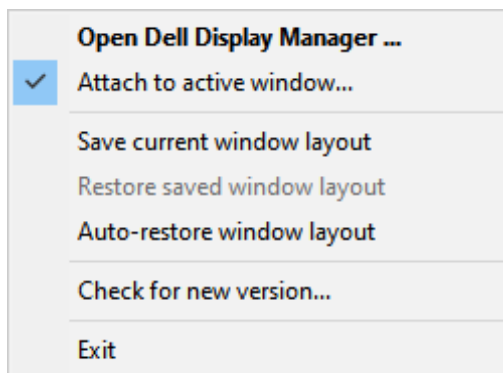 Open Dell Display Manager ...
Attach to active window...
Save current window layout
Restore saved window layout
Auto-restore window layout
Check for new version...
Exit